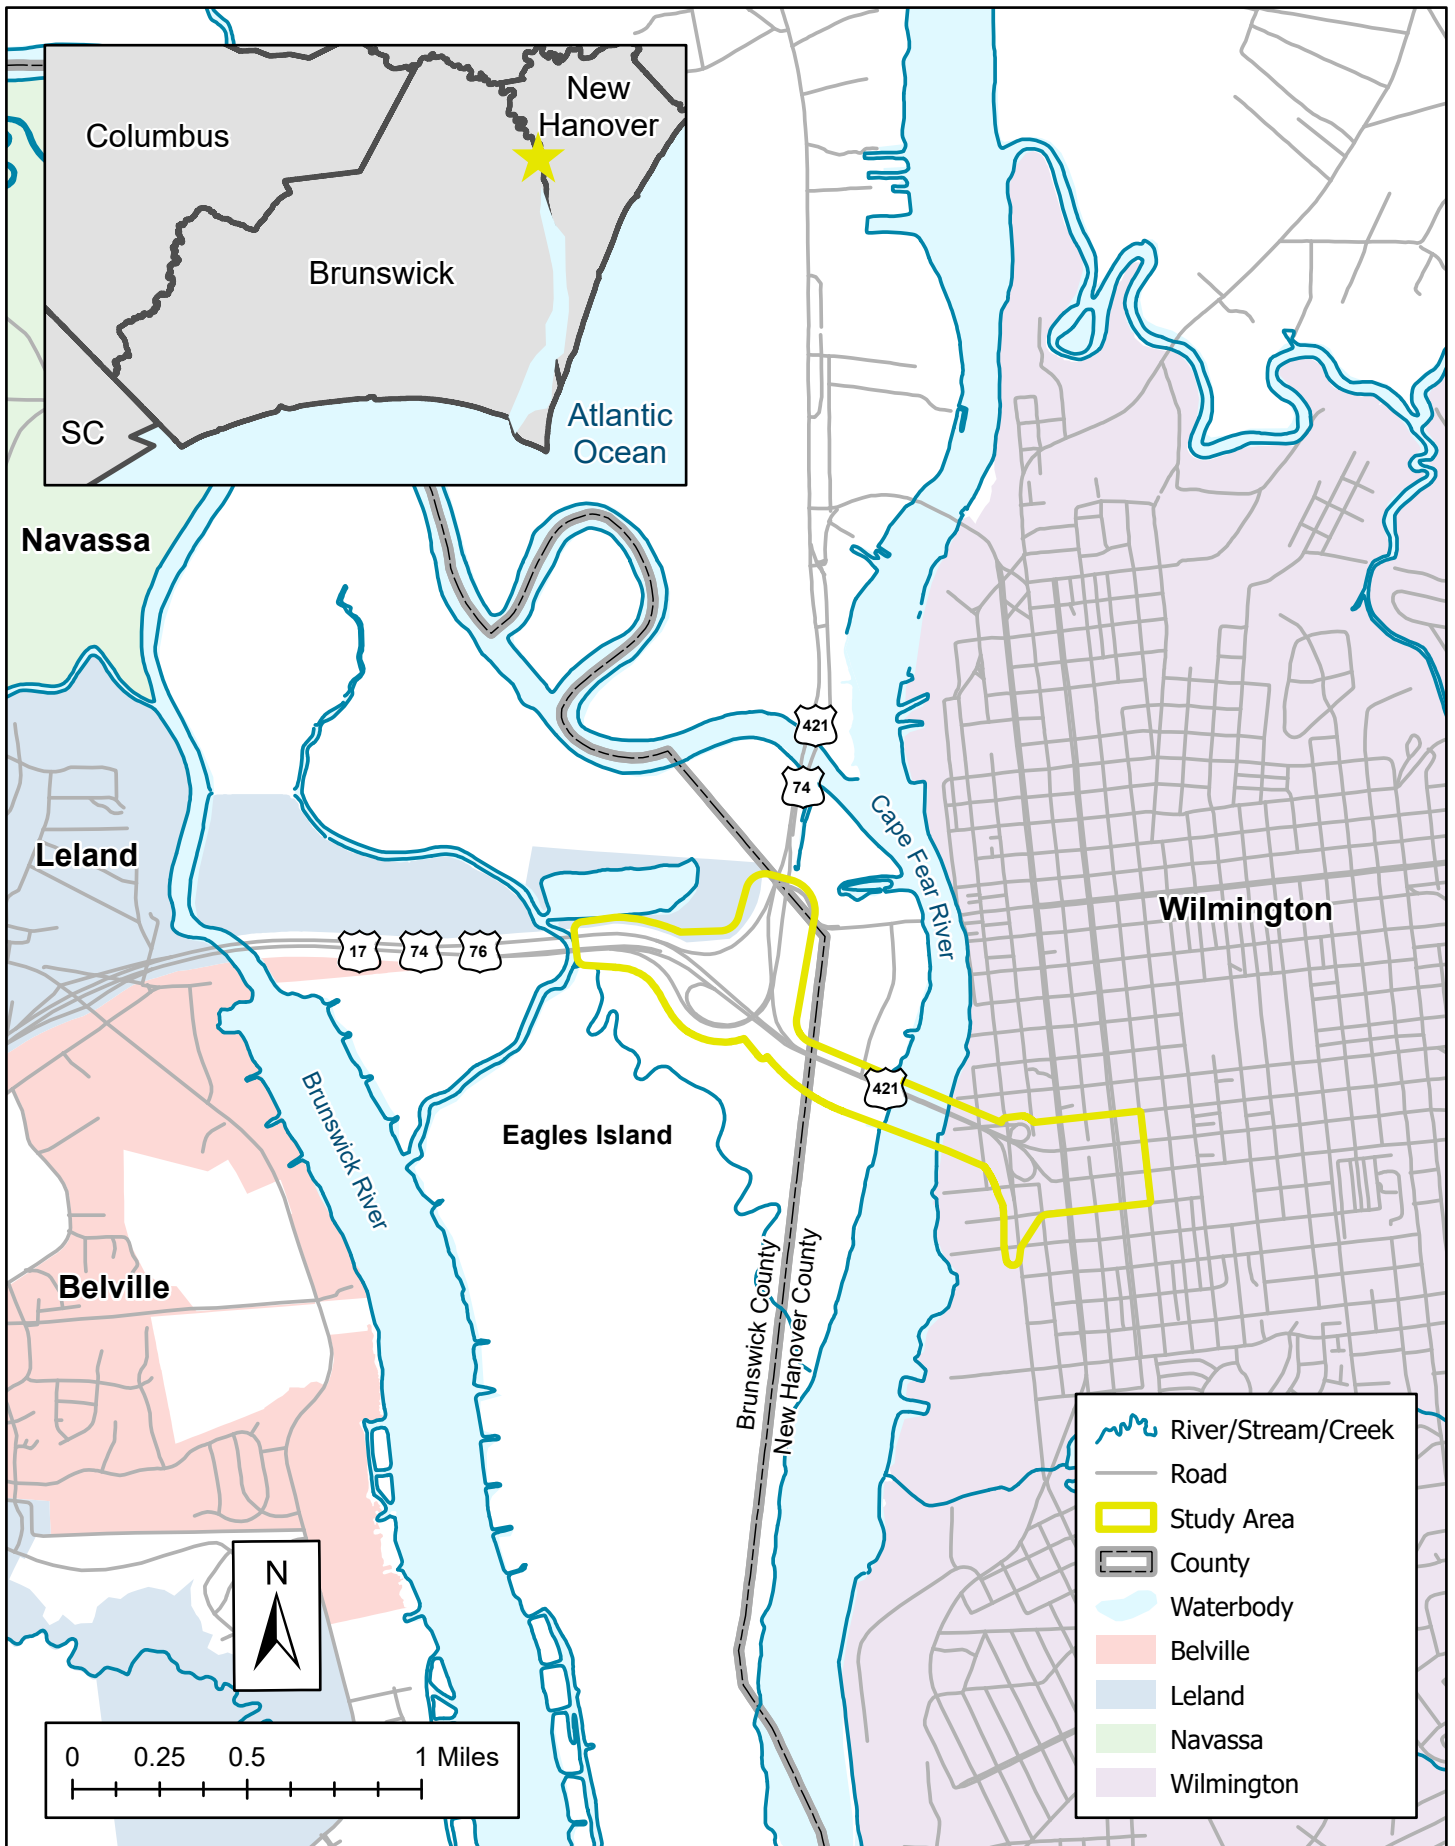 Columbus
New
Hanover
Brunswick
SC
Atlantic
Ocean
Navassa
421
74
Leland
Cape Fear River
Wilmington
17
74
76
421
Brunswick River
Eagles Island
Belville
Brunswick County
New Hanover County
River/Stream/Creek
Road
Study Area
County
Waterbody
Belville
Leland
Navassa
Wilmington
N
0 0.25 0.5 1 Miles